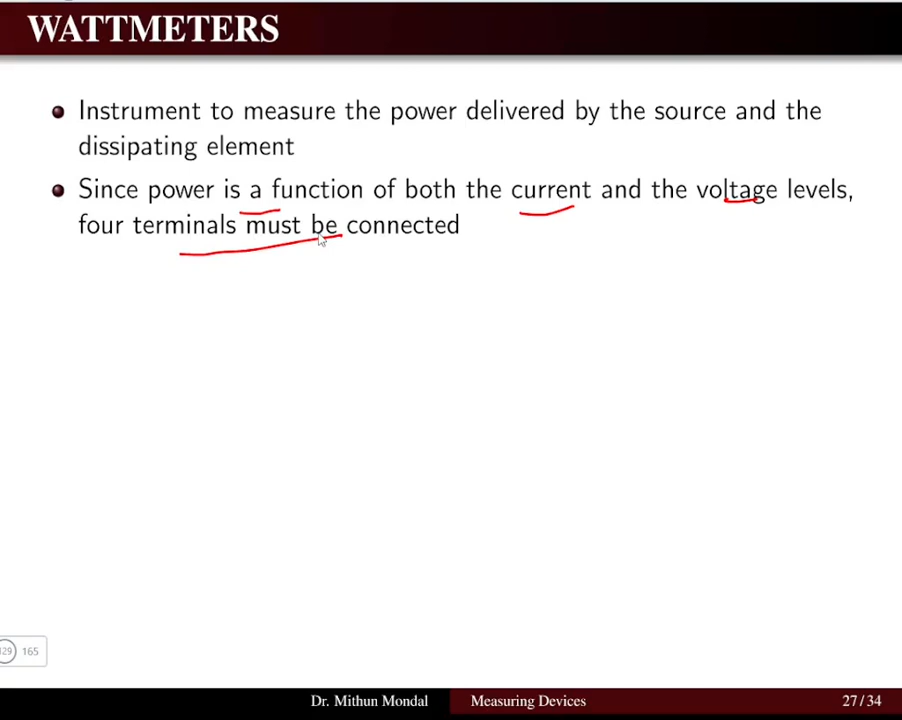 WATTMETERS
Instrument to measure the power delivered by the source and the
dissipating element
Since power is a function of both the current and the voltage levels,
four terminals must be connected
129 165
Dr. Mithun Mondal Measuring Devices 27/34